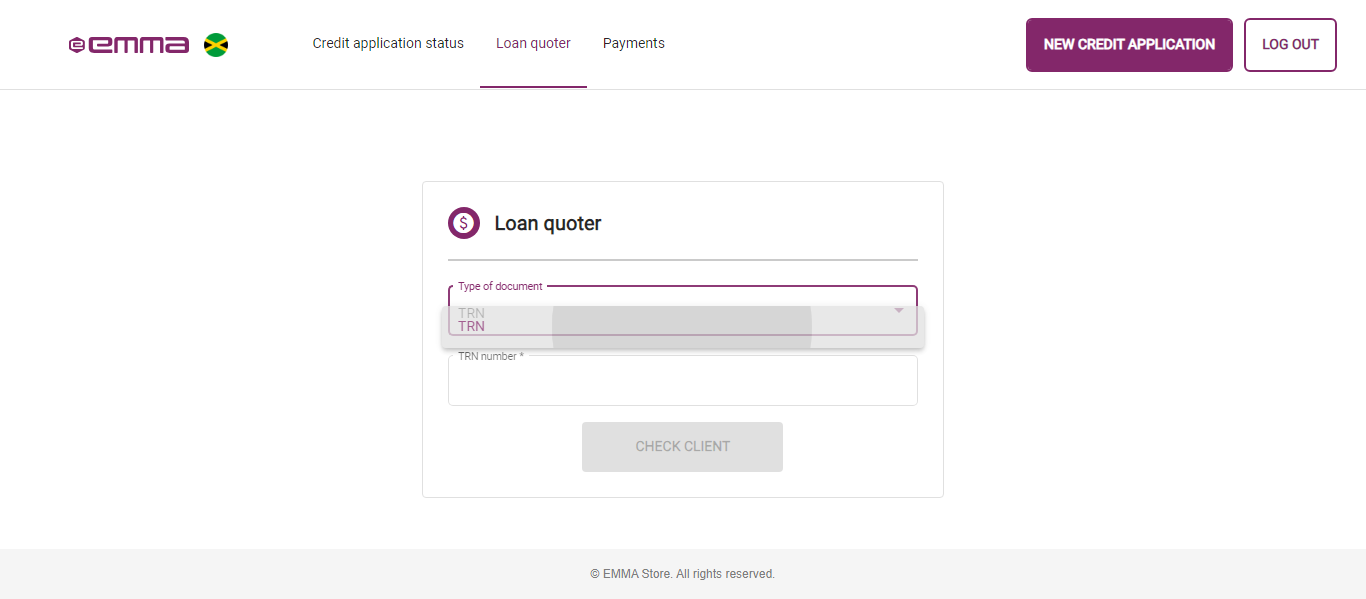 emma
Credit application status
Loan quoter
Payments
NEW CREDIT APPLICATION
LOG OUT
Loan quoter
Type of document
TRN
TRN
TRN number *
CHECK CLIENT
© EMMA Store. All rights reserved.